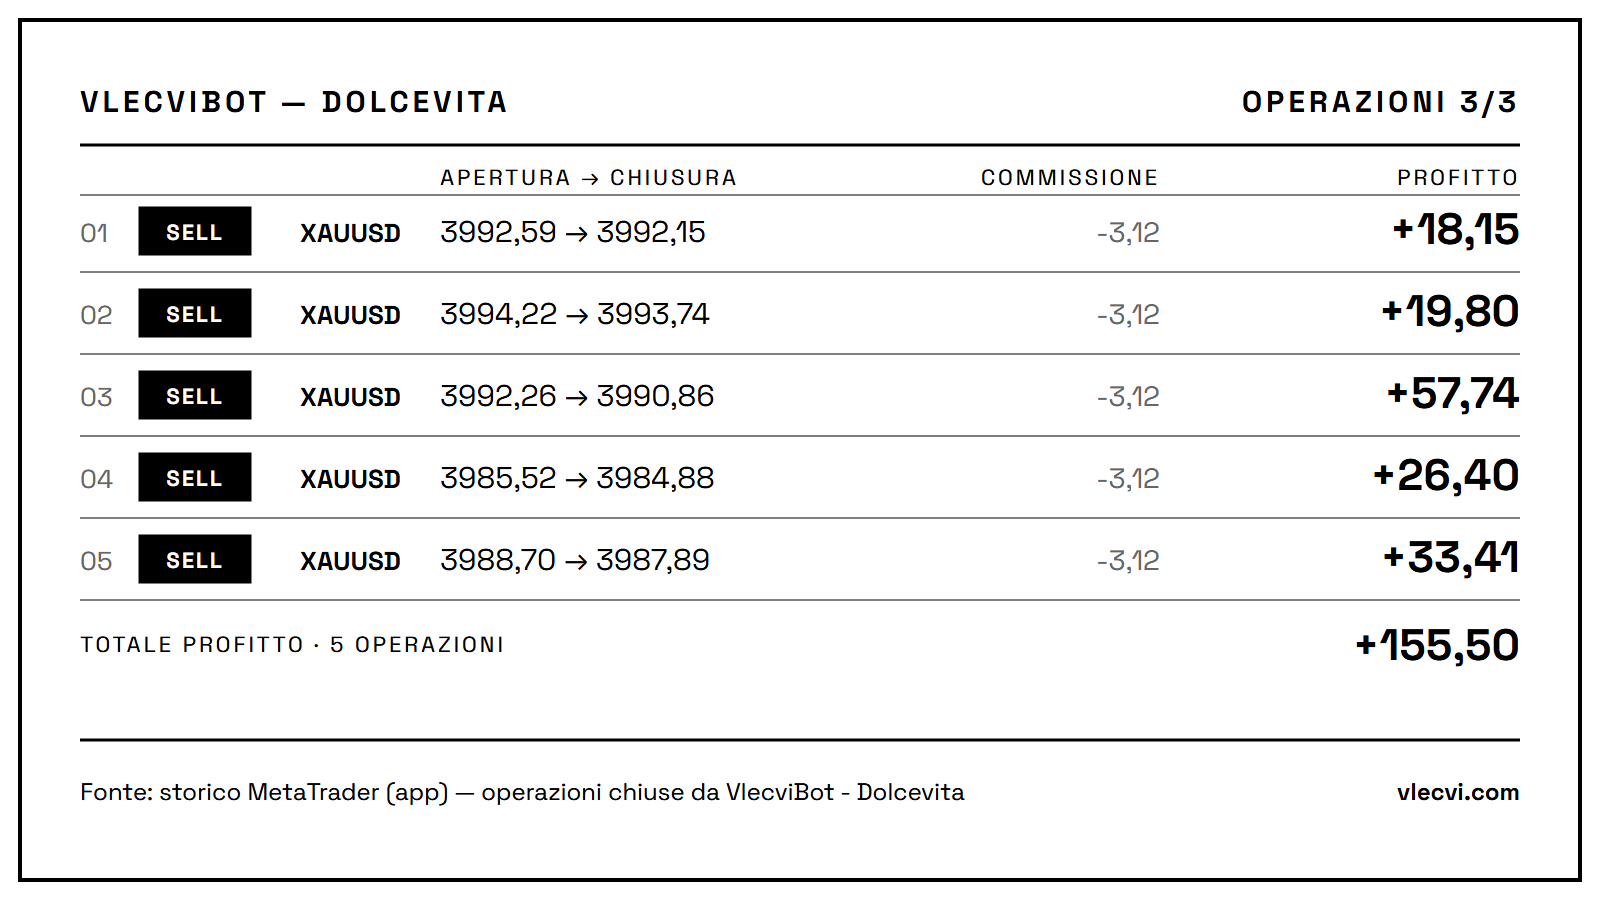 VLECVIBOT — DOLCEVITA OPERAZIONI 3/3
APERTURA → CHIUSURA COMMISSIONE PROFITTO
01 SELL XAUUSD 3992,59 → 3992,15 -3,12 +18,15
02 SELL XAUUSD 3994,22 → 3993,74 -3,12 +19,80
03 SELL XAUUSD 3992,26 → 3990,86 -3,12 +57,74
04 SELL XAUUSD 3985,52 → 3984,88 -3,12 +26,40
05 SELL XAUUSD 3988,70 → 3987,89 -3,12 +33,41
TOTALE PROFITTO · 5 OPERAZIONI +155,50
Fonte: storico MetaTrader (app) — operazioni chiuse da VlecviBot - Dolcevita vlecvi.com